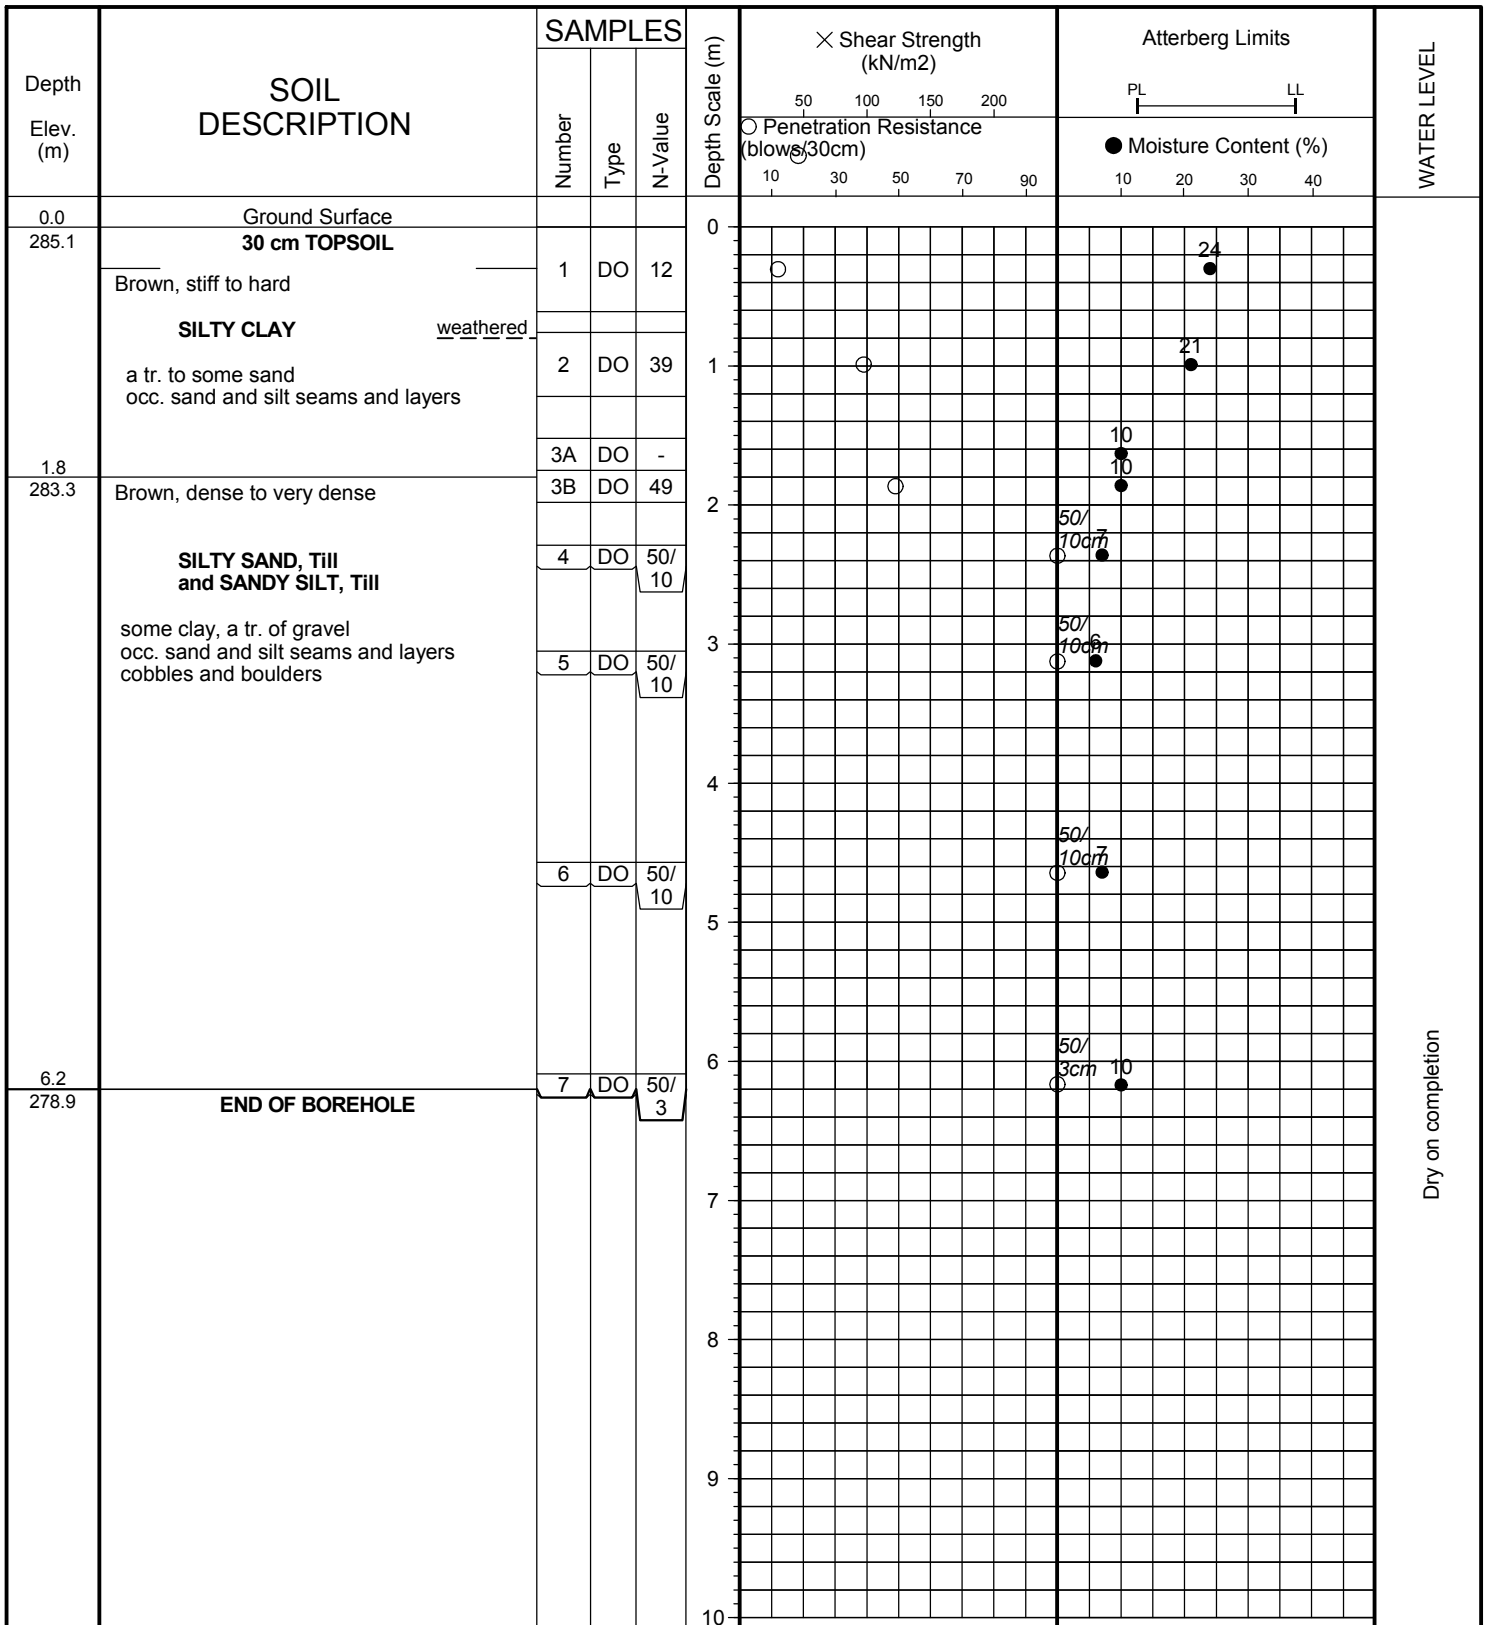 Depth
Elev.
(m)
SOIL
DESCRIPTION
SAMPLES
Number
Type
N-Value
Depth Scale (m)
× Shear Strength
(kN/m2)
50 100 150 200
Penetration Resistance
(blows/30cm)
10 30 50 70 90
Atterberg Limits
PL LL
Moisture Content (%)
10 20 30 40
WATER LEVEL
0.0 Ground Surface
285.1 30 cm TOPSOIL
Brown, stiff to hard
SILTY CLAY weathered
a tr. to some sand
occ. sand and silt seams and layers
1.8
283.3 Brown, dense to very dense
SILTY SAND, Till
and SANDY SILT, Till
some clay, a tr. of gravel
occ. sand and silt seams and layers
cobbles and boulders
6.2
278.9 END OF BOREHOLE
1 DO 12
2 DO 39
3A DO -
3B DO 49
4 DO 50/
10
5 DO 50/
10
6 DO 50/
10
7 DO 50/
3
0
1
2
3
4
5
6
7
8
9
10
24
21
10
10
50/
10cm 7
50/
10cm 6
50/
10cm 7
50/
3cm 10
Dry on completion